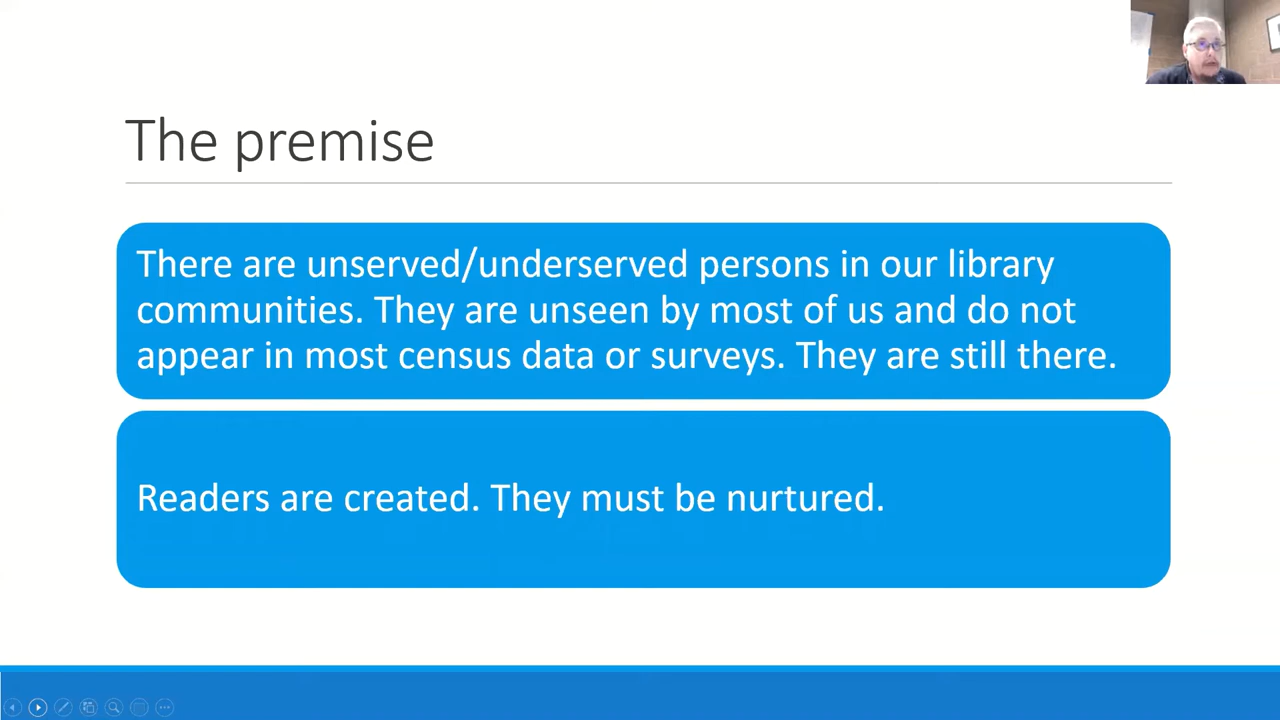 The premise
There are unserved/underserved persons in our library
communities. They are unseen by most of us and do not
appear in most census data or surveys. They are still there.
Readers are created. They must be nurtured.